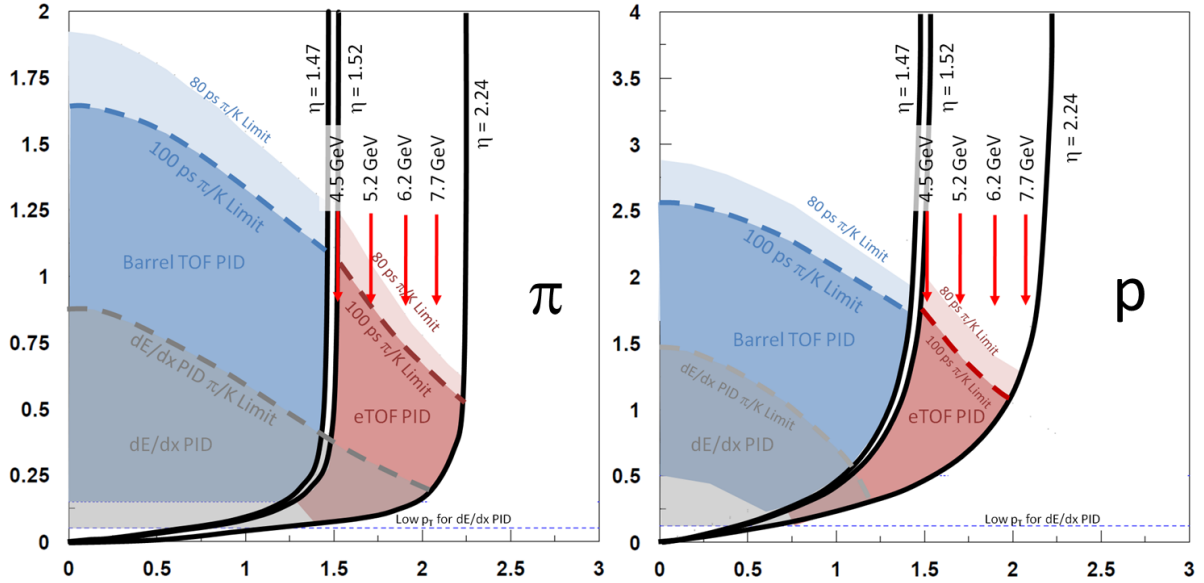 2
1.75
1.5
1.25
1
0.75
0.5
0.25
0
0
0.5
1
1.5
2
2.5
3
80 ps π/K Limit
100 ps π/K Limit
Barrel TOF PID
dE/dx PID π/K Limit
dE/dx PID
η = 1.47
η = 1.52
η = 2.24
4.5 GeV
5.2 GeV
6.2 GeV
7.7 GeV
80 ps π/K Limit
100 ps π/K Limit
eTOF PID
π
Low pT for dE/dx PID
4
3.5
3
2.5
2
1.5
1
0.5
0
0
0.5
1
1.5
2
2.5
3
80 ps π/K Limit
100 ps π/K Limit
Barrel TOF PID
dE/dx PID π/K Limit
dE/dx PID
η = 1.47
η = 1.52
η = 2.24
4.5 GeV
5.2 GeV
6.2 GeV
7.7 GeV
80 ps π/K Limit
100 ps π/K Limit
eTOF PID
p
Low pT for dE/dx PID